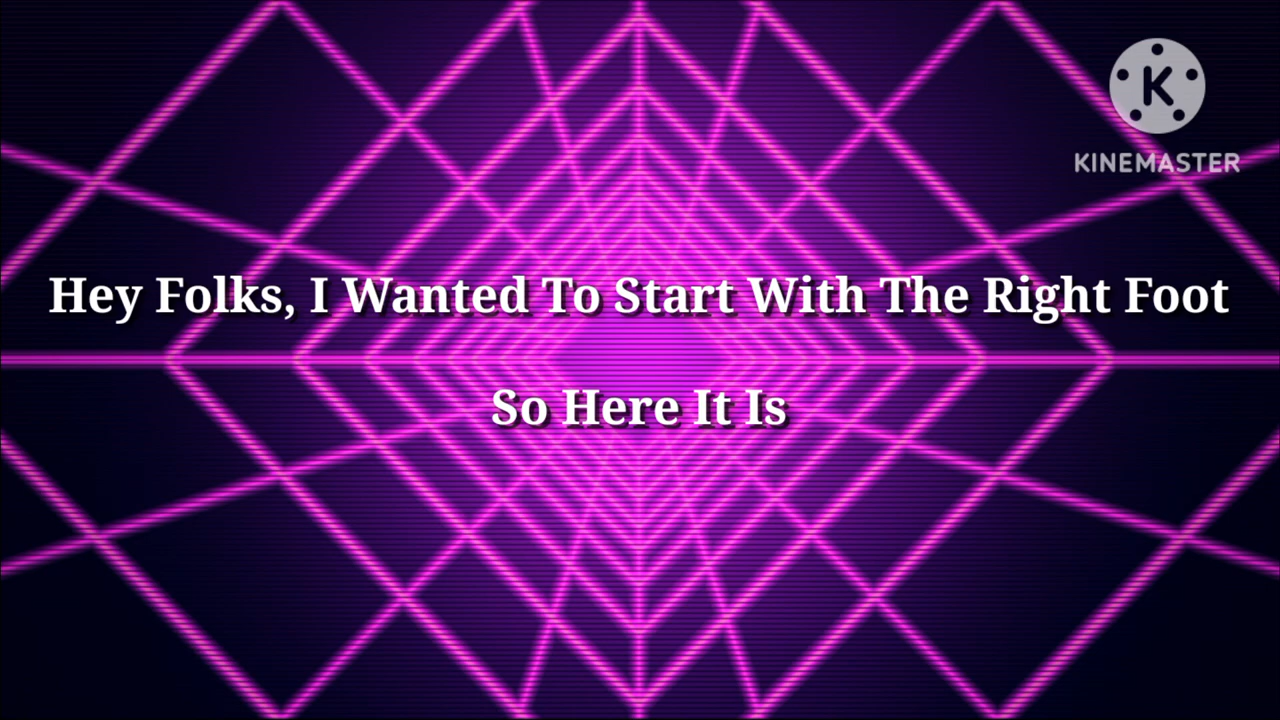 K
KINEMASTER
Hey Folks, I Wanted To Start With The Right Foot
So Here It Is